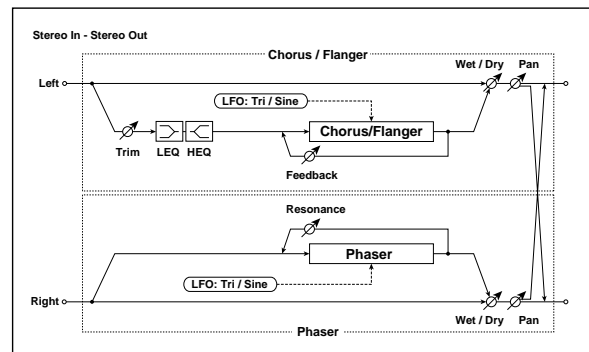 Stereo In - Stereo Out
Chorus / Flanger
Wet / Dry
Pan
Left
LFO: Tri / Sine
Chorus/Flanger
Trim
LEQ
HEQ
Feedback
Resonance
Phaser
LFO: Tri / Sine
Right
Wet / Dry
Pan
Phaser